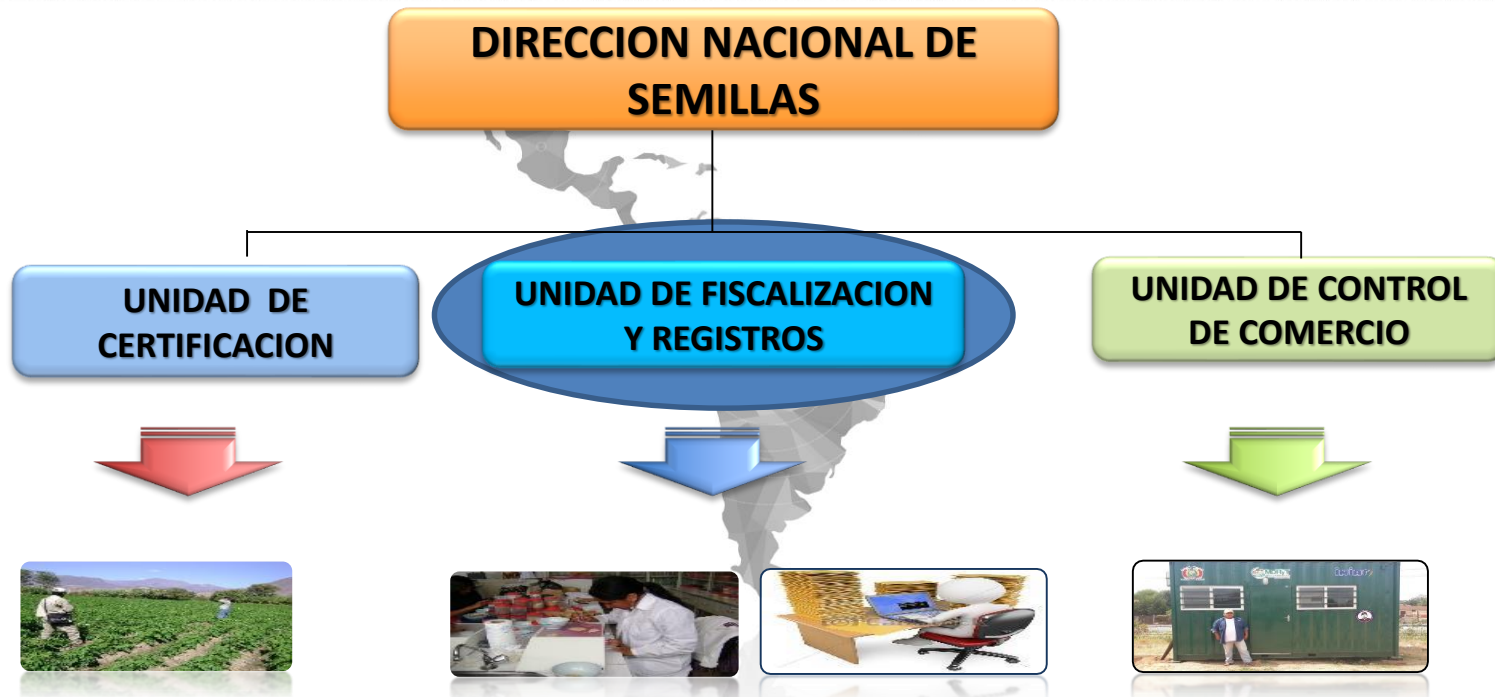 DIRECCION NACIONAL DE
SEMILLAS
UNIDAD DE
CERTIFICACION
UNIDAD DE FISCALIZACION
Y REGISTROS
UNIDAD DE CONTROL
DE COMERCIO